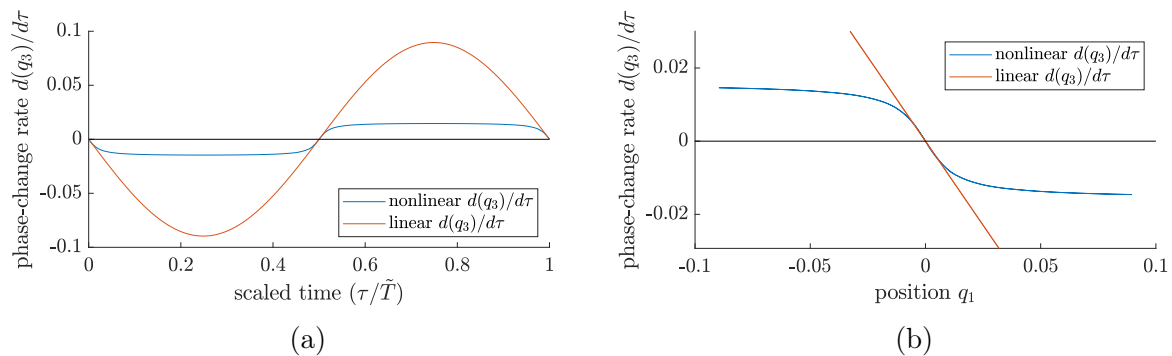 phase-change rate d(q₃)/dτ
0.1
0.05
0
-0.05
-0.1
nonlinear d(q₃)/dτ
linear d(q₃)/dτ
0
0.2
0.4
0.6
0.8
1
scaled time (τ/T̃)
(a)
phase-change rate d(q₃)/dτ
0.02
0
-0.02
nonlinear d(q₃)/dτ
linear d(q₃)/dτ
-0.1
-0.05
0
0.05
0.1
position q₁
(b)